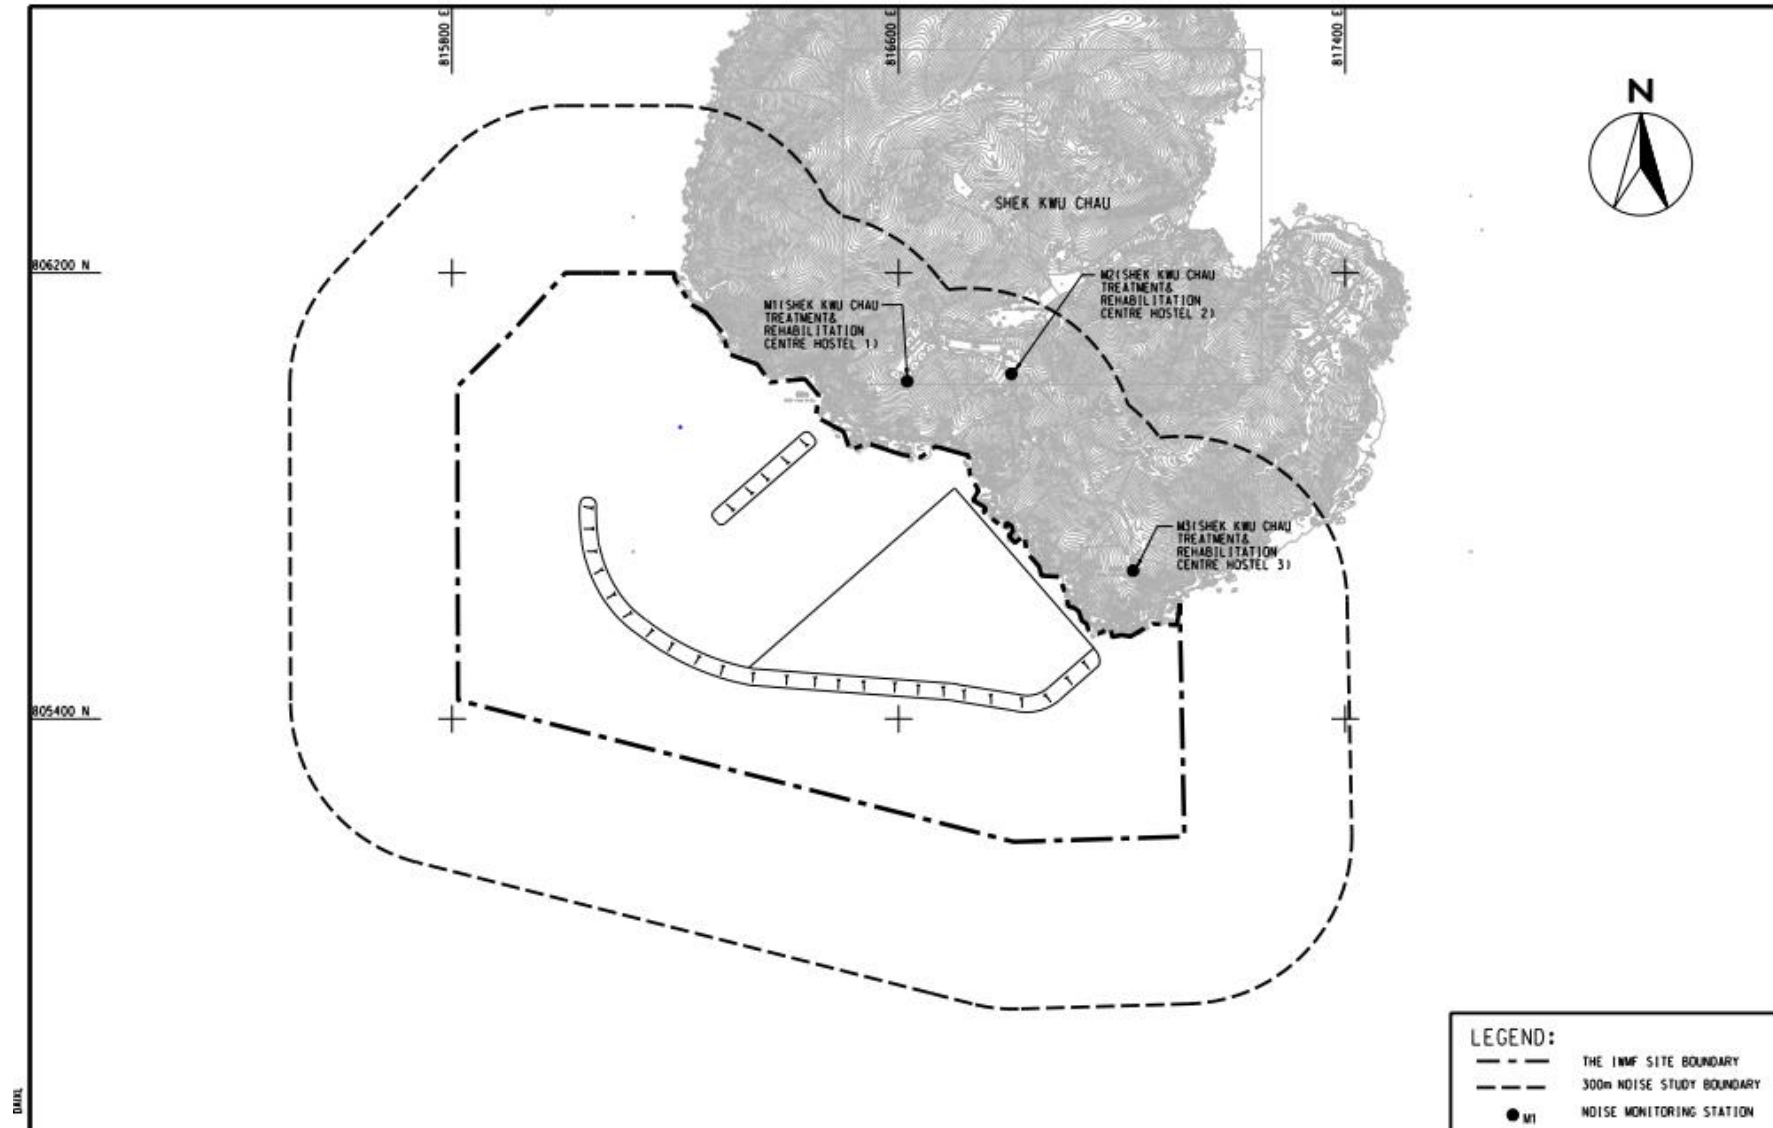 815800 E
816600 E
817400 E
N
SHEK KWU CHAU
806200 N
M1(SHEK KWU CHAU
TREATMENT&
REHABILITATION
CENTRE HOSTEL 1)
M2(SHEK KWU CHAU
TREATMENT&
REHABILITATION
CENTRE HOSTEL 2)
M3(SHEK KWU CHAU
TREATMENT&
REHABILITATION
CENTRE HOSTEL 3)
805400 N
LEGEND:
THE IWMF SITE BOUNDARY
300m NOISE STUDY BOUNDARY
M1 NOISE MONITORING STATION